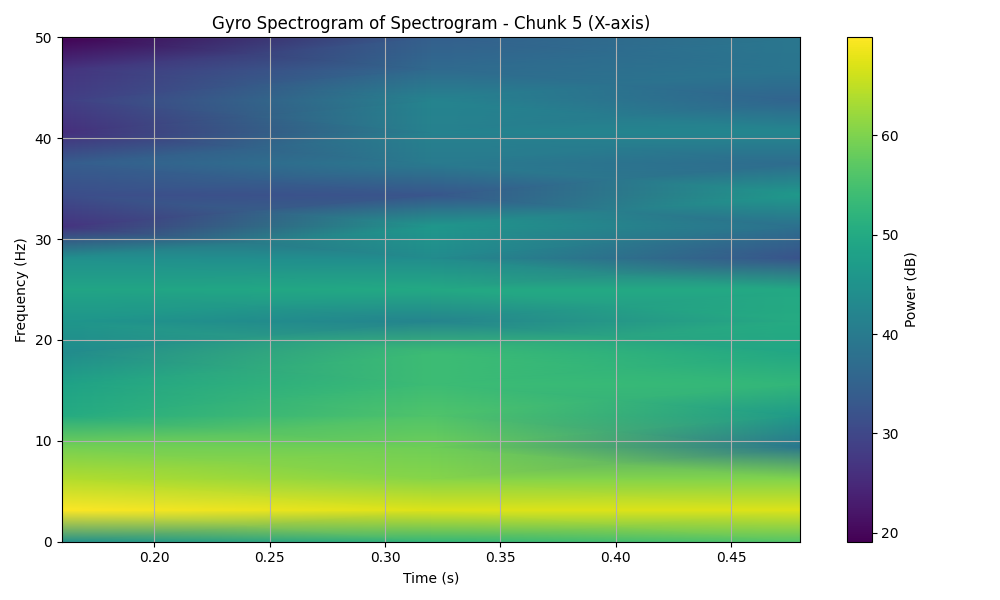 Gyro Spectrogram of Spectrogram - Chunk 5 (X-axis)
50
40
30
20
10
0
Frequency (Hz)
0.20 0.25 0.30 0.35 0.40 0.45
Time (s)
60
50
40
30
20
Power (dB)